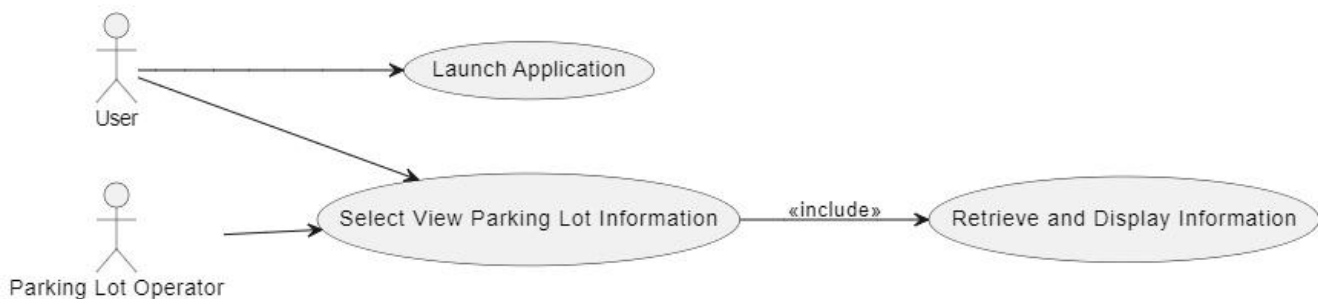 Launch Application
User
Select View Parking Lot Information
«include»
Retrieve and Display Information
Parking Lot Operator